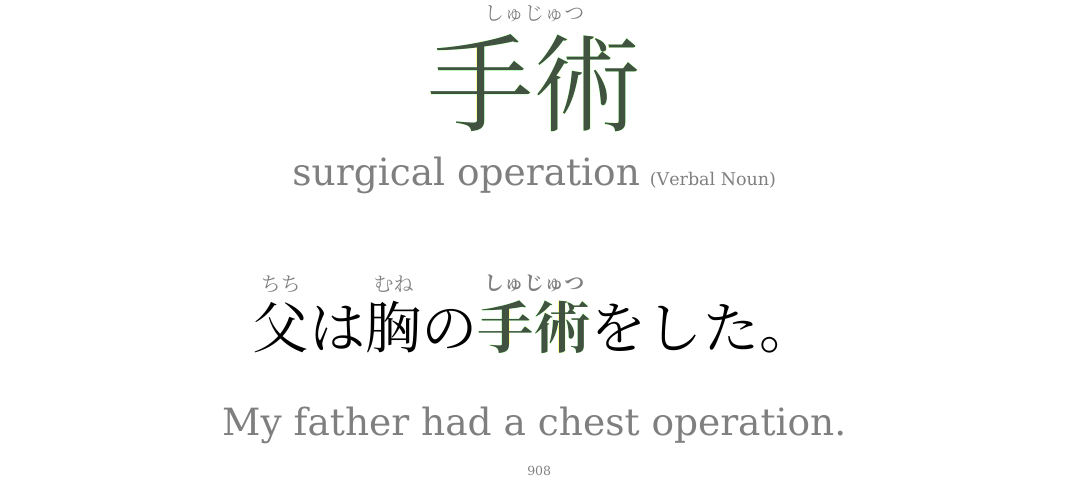 しゅじゅつ
手術
surgical operation (Verbal Noun)
ちち むね しゅじゅつ
父は胸の手術をした。
My father had a chest operation.
908